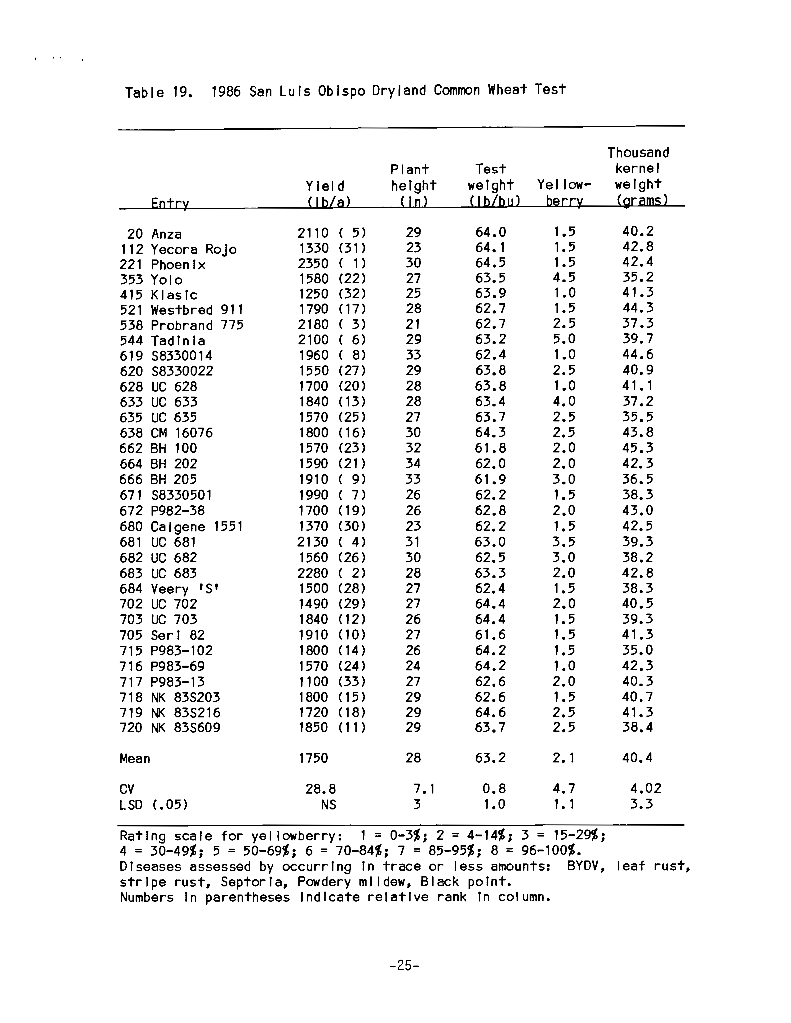 Table 19. 1986 San Luis Obispo Dryland Common Wheat Test
Thousand
Plant Test kernel
Yield height weight Yellow- weight
Entry (lb/a) (in) (lb/bu) berry (grams)
20 Anza 2110 ( 5) 29 64.0 1.5 40.2
112 Yecora Rojo 1330 (31) 23 64.1 1.5 42.8
221 Phoenix 2350 ( 1) 30 64.5 1.5 42.4
353 Yolo 1580 (22) 27 63.5 4.5 35.2
415 Klasic 1250 (32) 25 63.9 1.0 41.3
521 Westbred 911 1790 (17) 28 62.7 1.5 44.3
538 Probrand 775 2180 ( 3) 21 62.7 2.5 37.3
544 Tadinia 2100 ( 6) 29 63.2 5.0 39.7
619 S8330014 1960 ( 8) 33 62.4 1.0 44.6
620 S8330022 1550 (27) 29 63.8 2.5 40.9
628 UC 628 1700 (20) 28 63.8 1.0 41.1
633 UC 633 1840 (13) 28 63.4 4.0 37.2
635 UC 635 1570 (25) 27 63.7 2.5 35.5
638 CM 16076 1800 (16) 30 64.3 2.5 43.8
662 BH 100 1570 (23) 32 61.8 2.0 45.3
664 BH 202 1590 (21) 34 62.0 2.0 42.3
666 BH 205 1910 ( 9) 33 61.9 3.0 36.5
671 S8330501 1990 ( 7) 26 62.2 1.5 38.3
672 P982-38 1700 (19) 26 62.8 2.0 43.0
680 Calgene 1551 1370 (30) 23 62.2 1.5 42.5
681 UC 681 2130 ( 4) 31 63.0 3.5 39.3
682 UC 682 1560 (26) 30 62.5 3.0 38.2
683 UC 683 2280 ( 2) 28 63.3 2.0 42.8
684 Veery 'S' 1500 (28) 27 62.4 1.5 38.3
702 UC 702 1490 (29) 27 64.4 2.0 40.5
703 UC 703 1840 (12) 26 64.4 1.5 39.3
705 Seri 82 1910 (10) 27 61.6 1.5 41.3
715 P983-102 1800 (14) 26 64.2 1.5 35.0
716 P983-69 1570 (24) 24 64.2 1.0 42.3
717 P983-13 1100 (33) 27 62.6 2.0 40.3
718 NK 83S203 1800 (15) 29 62.6 1.5 40.7
719 NK 83S216 1720 (18) 29 64.6 2.5 41.3
720 NK 83S609 1850 (11) 29 63.7 2.5 38.4
Mean 1750 28 63.2 2.1 40.4
CV 28.8 7.1 0.8 4.7 4.02
LSD (.05) NS 3 1.0 1.1 3.3
Rating scale for yellowberry: 1 = 0-3%; 2 = 4-14%; 3 = 15-29%;
4 = 30-49%; 5 = 50-69%; 6 = 70-84%; 7 = 85-95%; 8 = 96-100%.
Diseases assessed by occurring in trace or less amounts: BYDV, leaf rust,
stripe rust, Septoria, Powdery mildew, Black point.
Numbers in parentheses indicate relative rank in column.
-25-